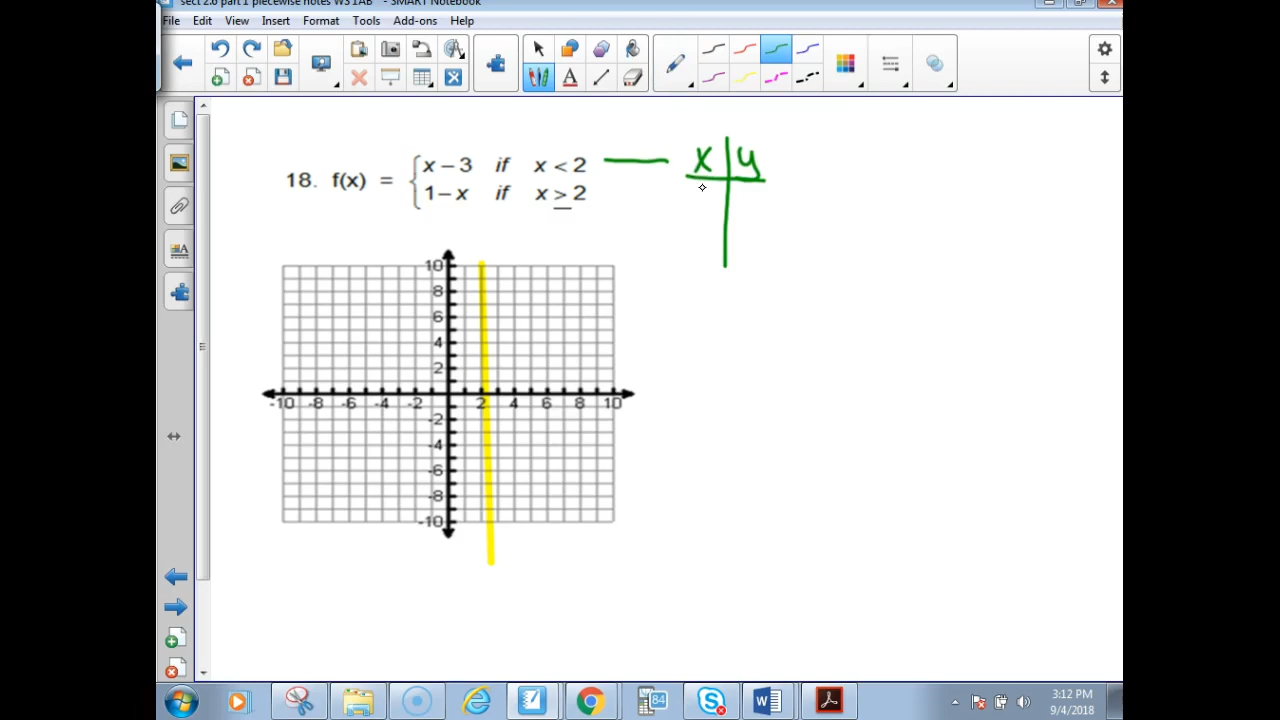 sect 2.6 part 1 piecewise notes WS 1AB - SMART Notebook
File Edit View Insert Format Tools Add-ons Help
18. f(x) = { x – 3 if x < 2
1 – x if x ≥ 2
x y
10
8
6
4
2
-10 -8 -6 -4 -2 2 4 6 8 10
-2
-4
-6
-8
-10
84
3:12 PM
9/4/2018